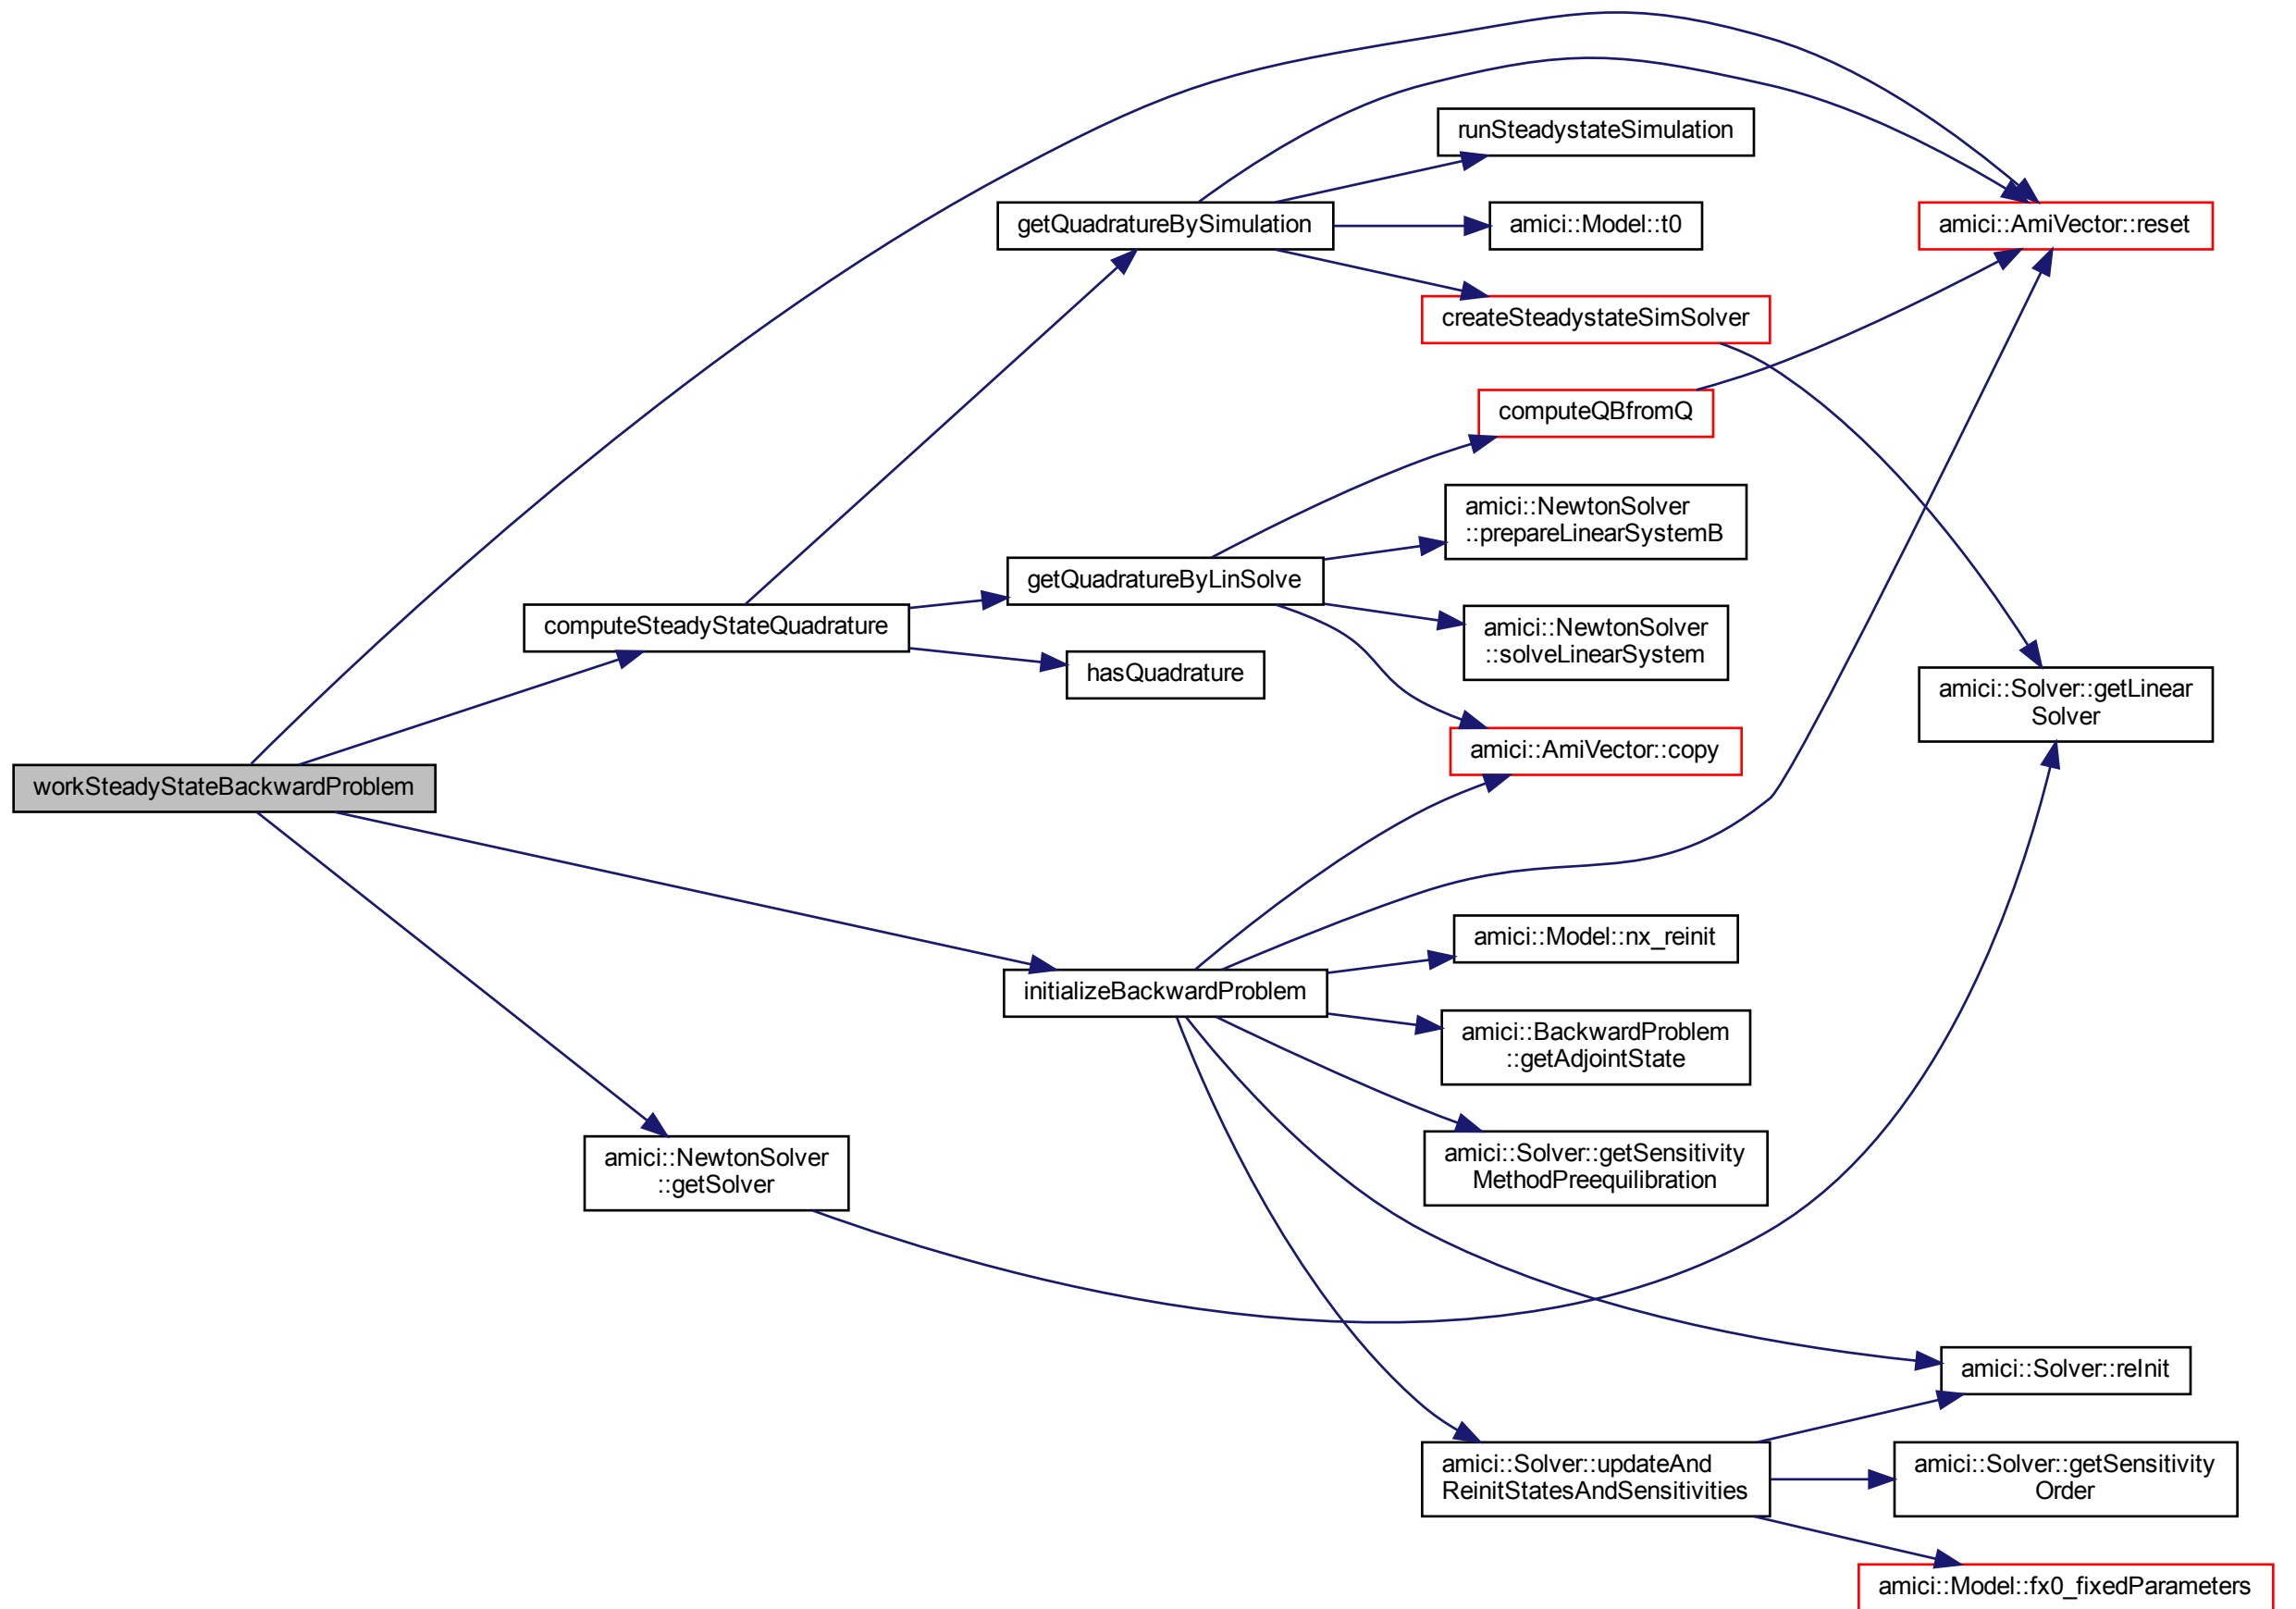 runSteadystateSimulation
getQuadratureBySimulation
amici::Model::t0
amici::AmiVector::reset
createSteadystateSimSolver
computeQBfromQ
amici::NewtonSolver
::prepareLinearSystemB
getQuadratureByLinSolve
computeSteadyStateQuadrature
amici::NewtonSolver
::solveLinearSystem
hasQuadrature
amici::Solver::getLinear
Solver
amici::AmiVector::copy
workSteadyStateBackwardProblem
amici::Model::nx_reinit
initializeBackwardProblem
amici::BackwardProblem
::getAdjointState
amici::NewtonSolver
::getSolver
amici::Solver::getSensitivity
MethodPreequilibration
amici::Solver::reInit
amici::Solver::updateAnd
ReinitStatesAndSensitivities
amici::Solver::getSensitivity
Order
amici::Model::fx0_fixedParameters